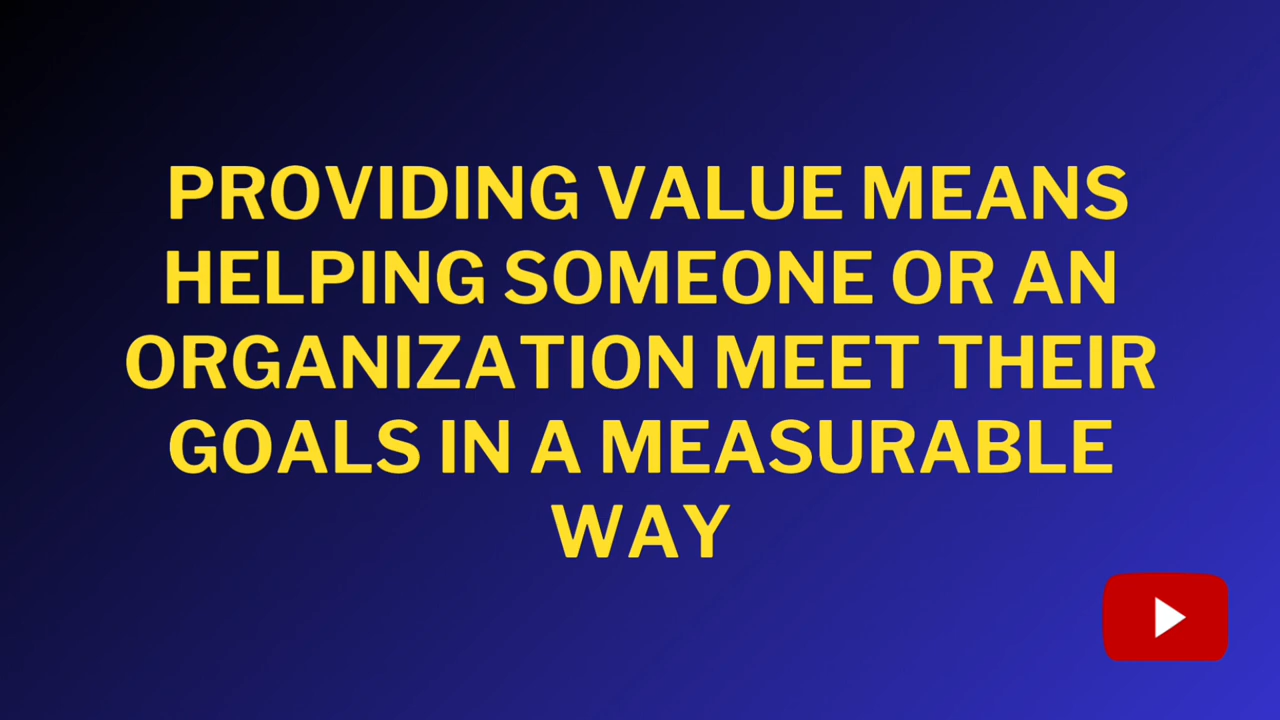 PROVIDING VALUE MEANS
HELPING SOMEONE OR AN
ORGANIZATION MEET THEIR
GOALS IN A MEASURABLE
WAY